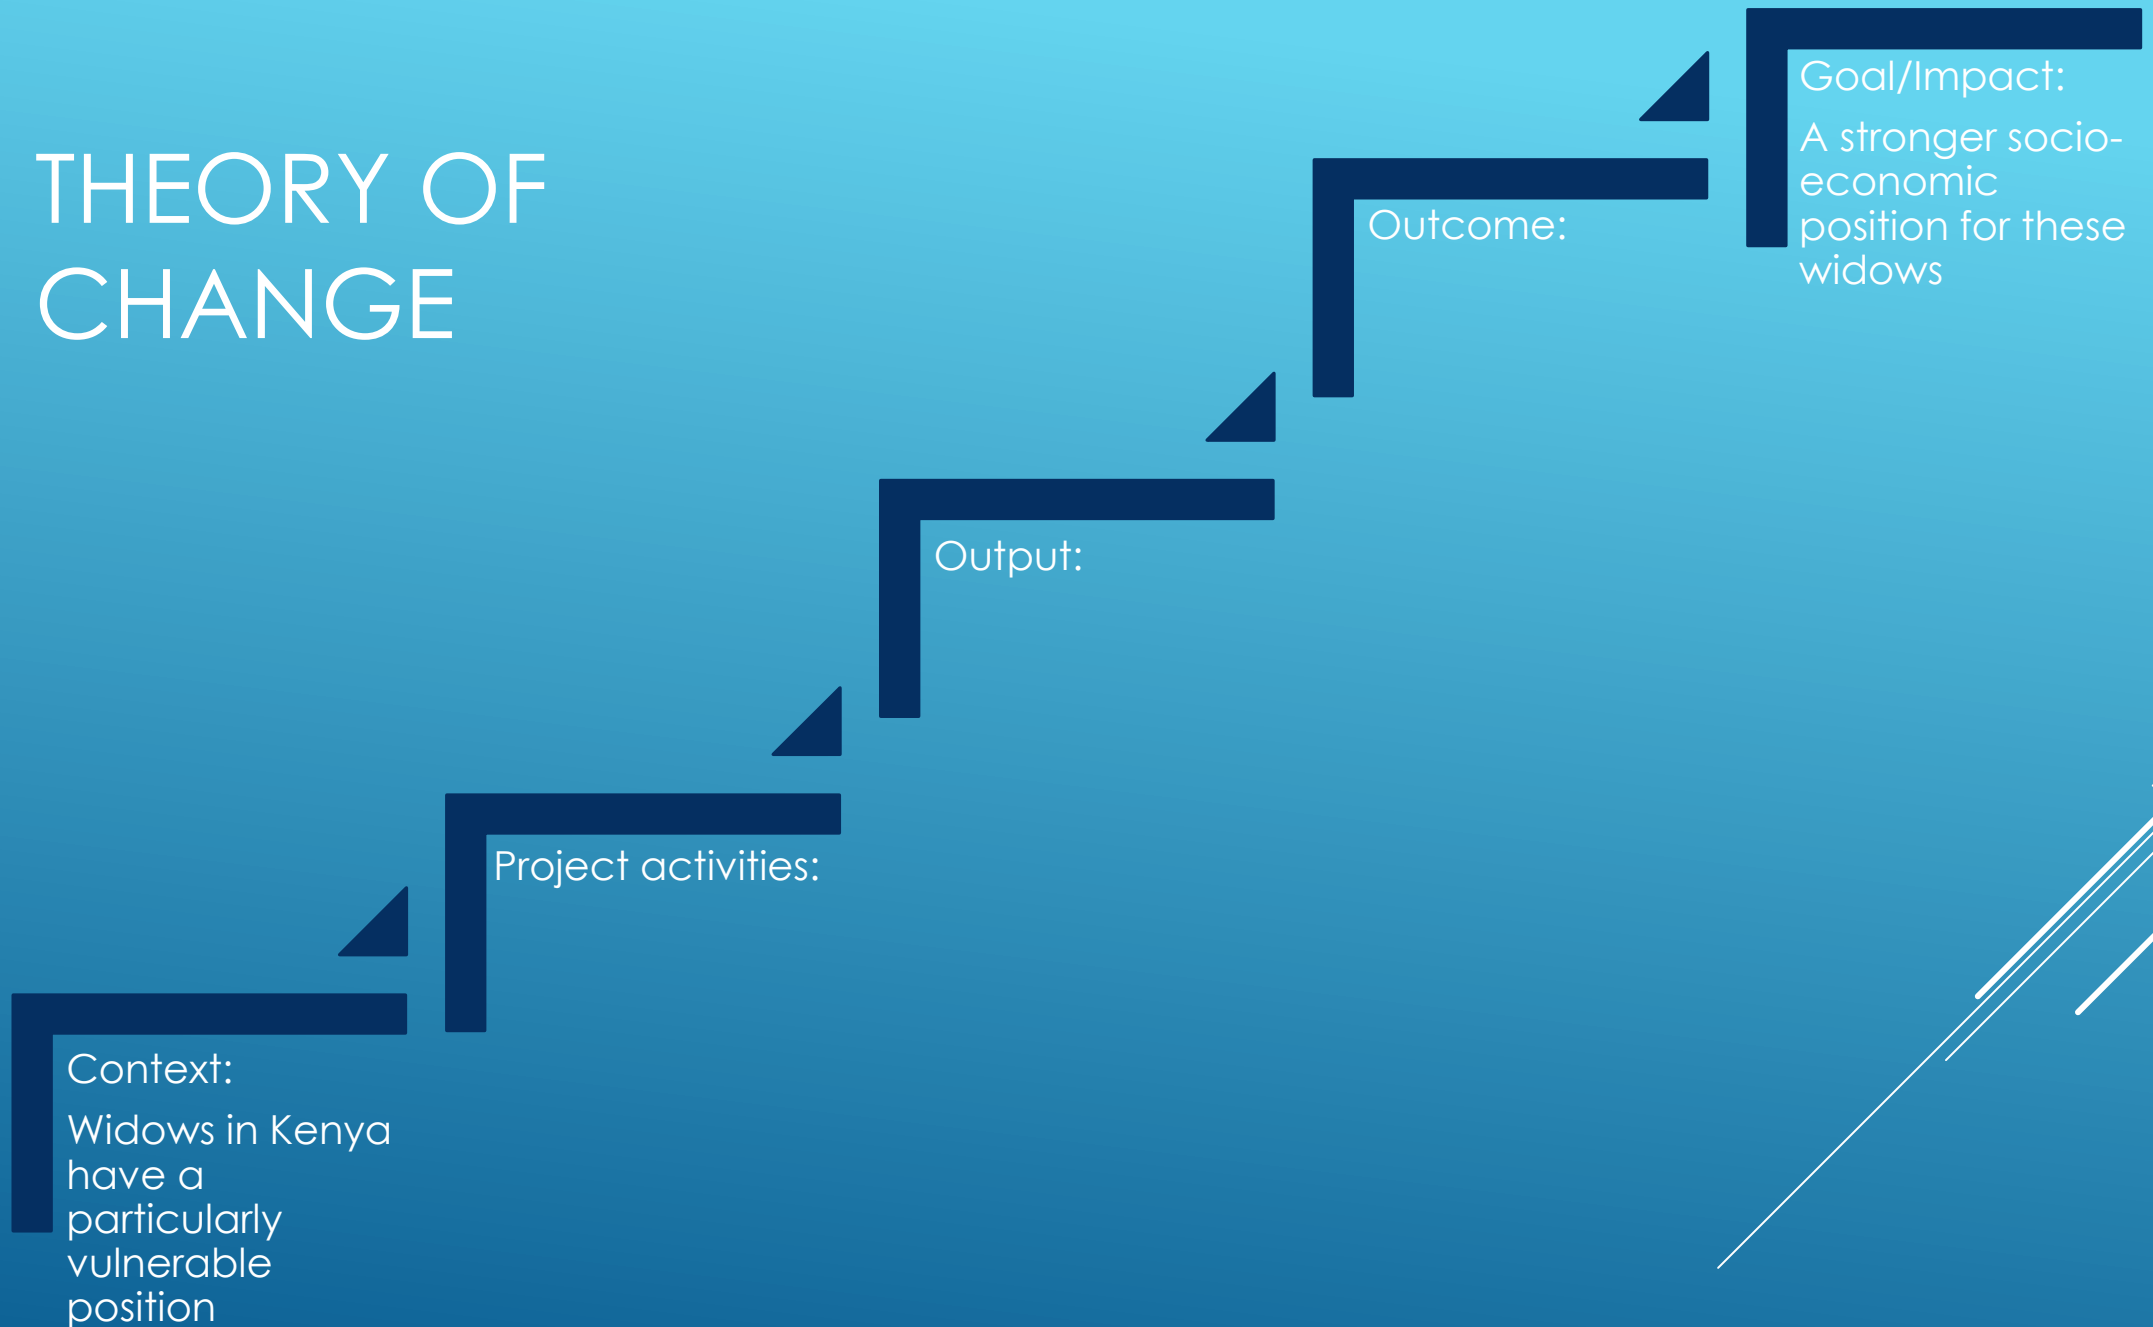 THEORY OF
CHANGE
Context:
Widows in Kenya
have a
particularly
vulnerable
position
Project activities:
Output:
Outcome:
Goal/Impact:
A stronger socio-
economic
position for these
widows